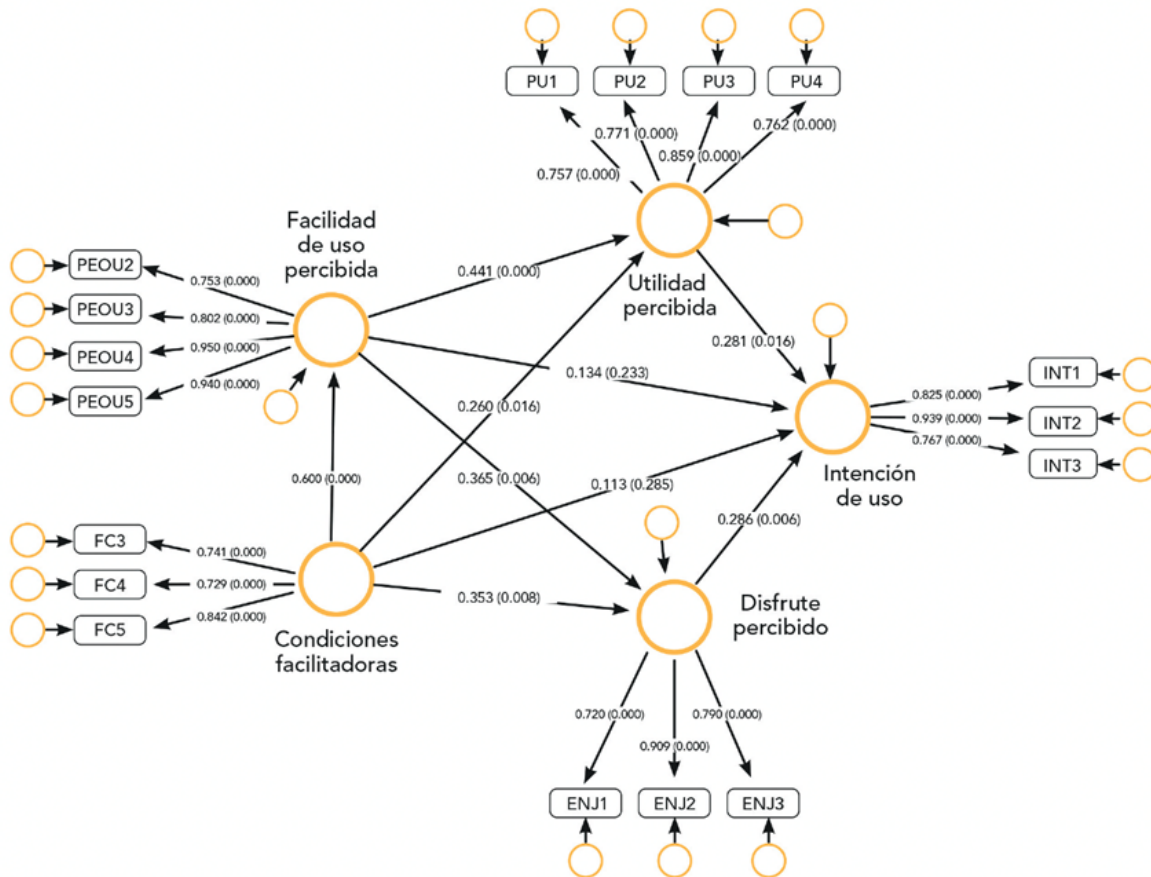 PU1
PU2
PU3
PU4
0.757 (0.000)
0.771 (0.000)
0.859 (0.000)
0.762 (0.000)
Facilidad
de uso
percibida
PEOU2
PEOU3
PEOU4
PEOU5
0.753 (0.000)
0.802 (0.000)
0.950 (0.000)
0.940 (0.000)
0.441 (0.000)
Utilidad
percibida
0.281 (0.016)
0.134 (0.233)
0.260 (0.016)
INT1
INT2
INT3
0.825 (0.000)
0.939 (0.000)
0.767 (0.000)
Intención
de uso
0.600 (0.000)
0.365 (0.006)
0.113 (0.285)
0.286 (0.006)
FC3
FC4
FC5
0.741 (0.000)
0.729 (0.000)
0.842 (0.000)
0.353 (0.008)
Condiciones
facilitadoras
Disfrute
percibido
0.720 (0.000)
0.909 (0.000)
0.790 (0.000)
ENJ1
ENJ2
ENJ3